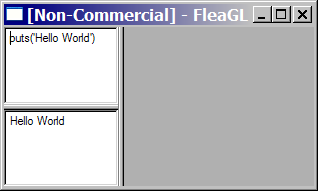 [Non-Commercial] - FleaGL
puts('Hello World')
Hello World